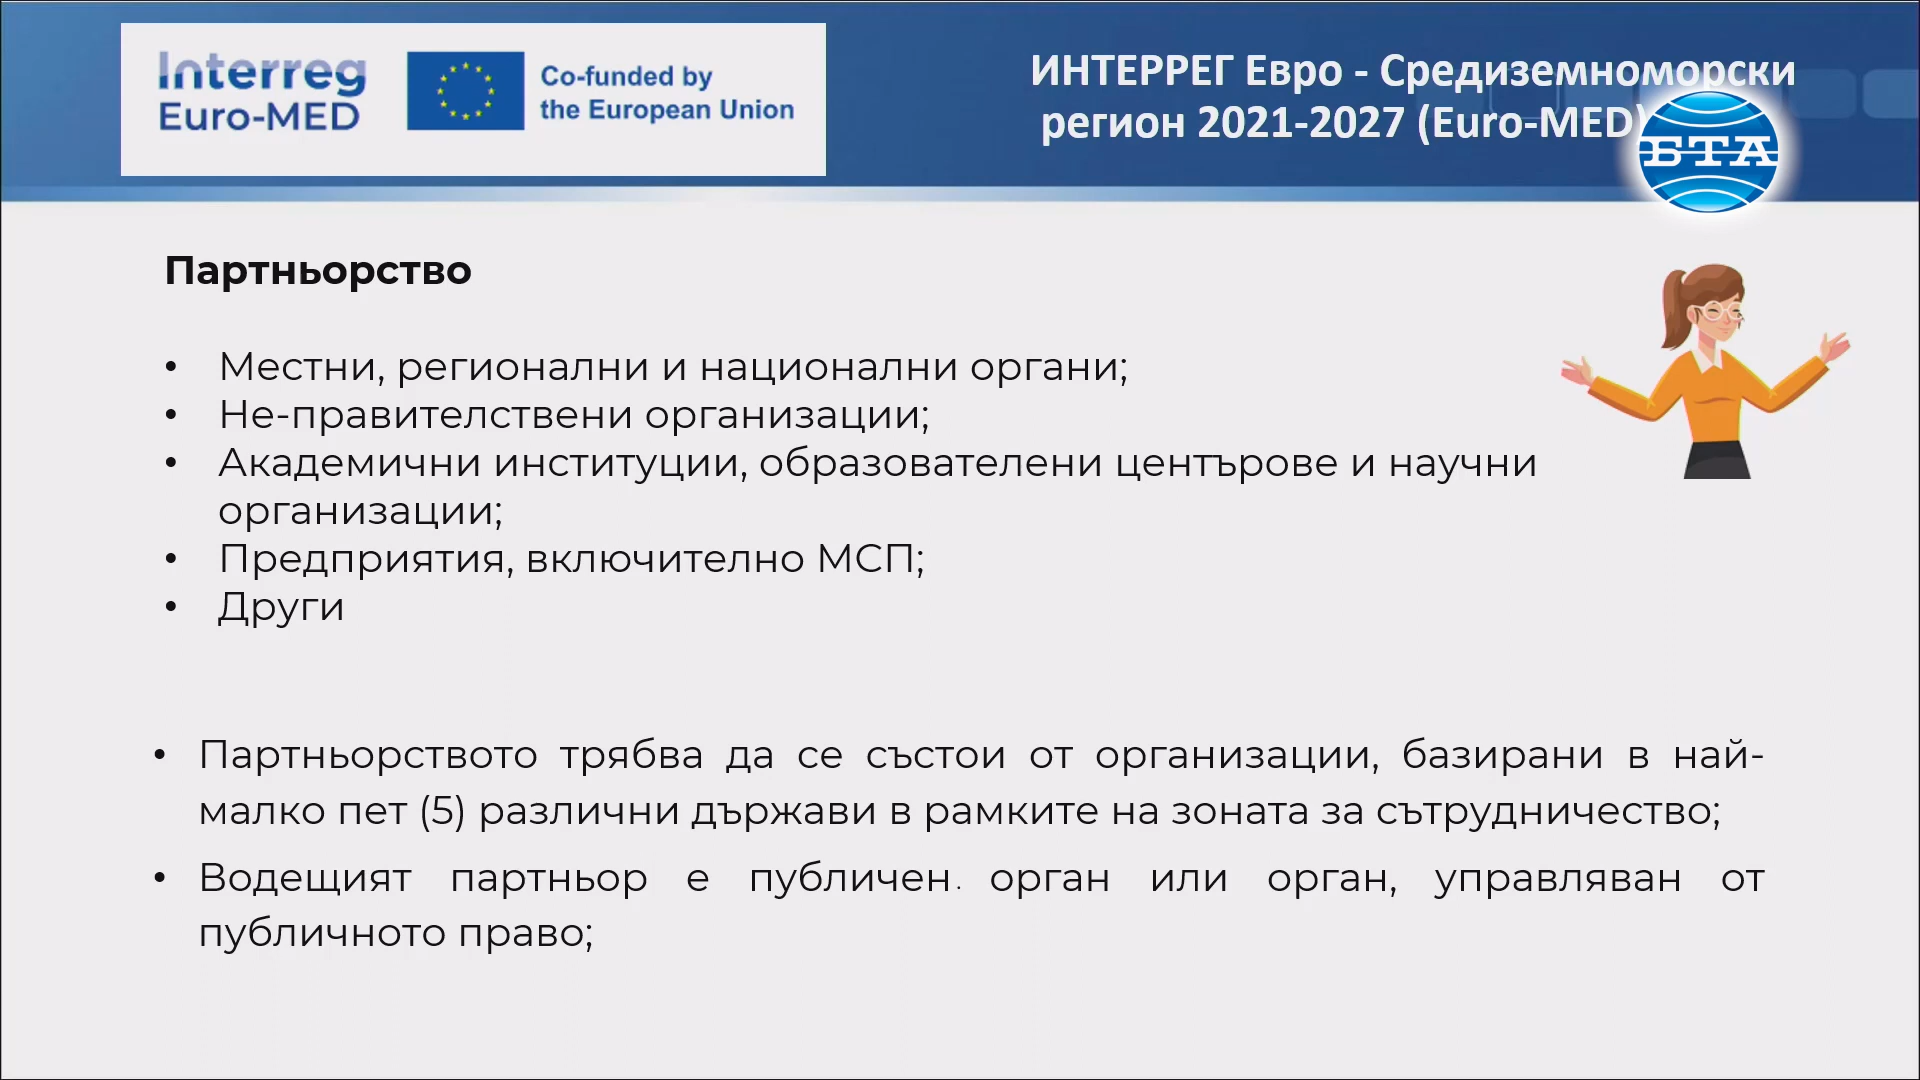 Interreg
Euro-MED
Co-funded by
the European Union
ИНТЕРРЕГ Евро - Средиземноморски
регион 2021-2027 (Euro-MED)
БТА
Партньорство
• Местни, регионални и национални органи;
• Не-правителствени организации;
• Академични институции, образователени центърове и научни
организации;
• Предприятия, включително МСП;
• Други
• Партньорството трябва да се състои от организации, базирани в най-
малко пет (5) различни държави в рамките на зоната за сътрудничество;
• Водещият партньор е публичен орган или орган, управляван от
публичното право;